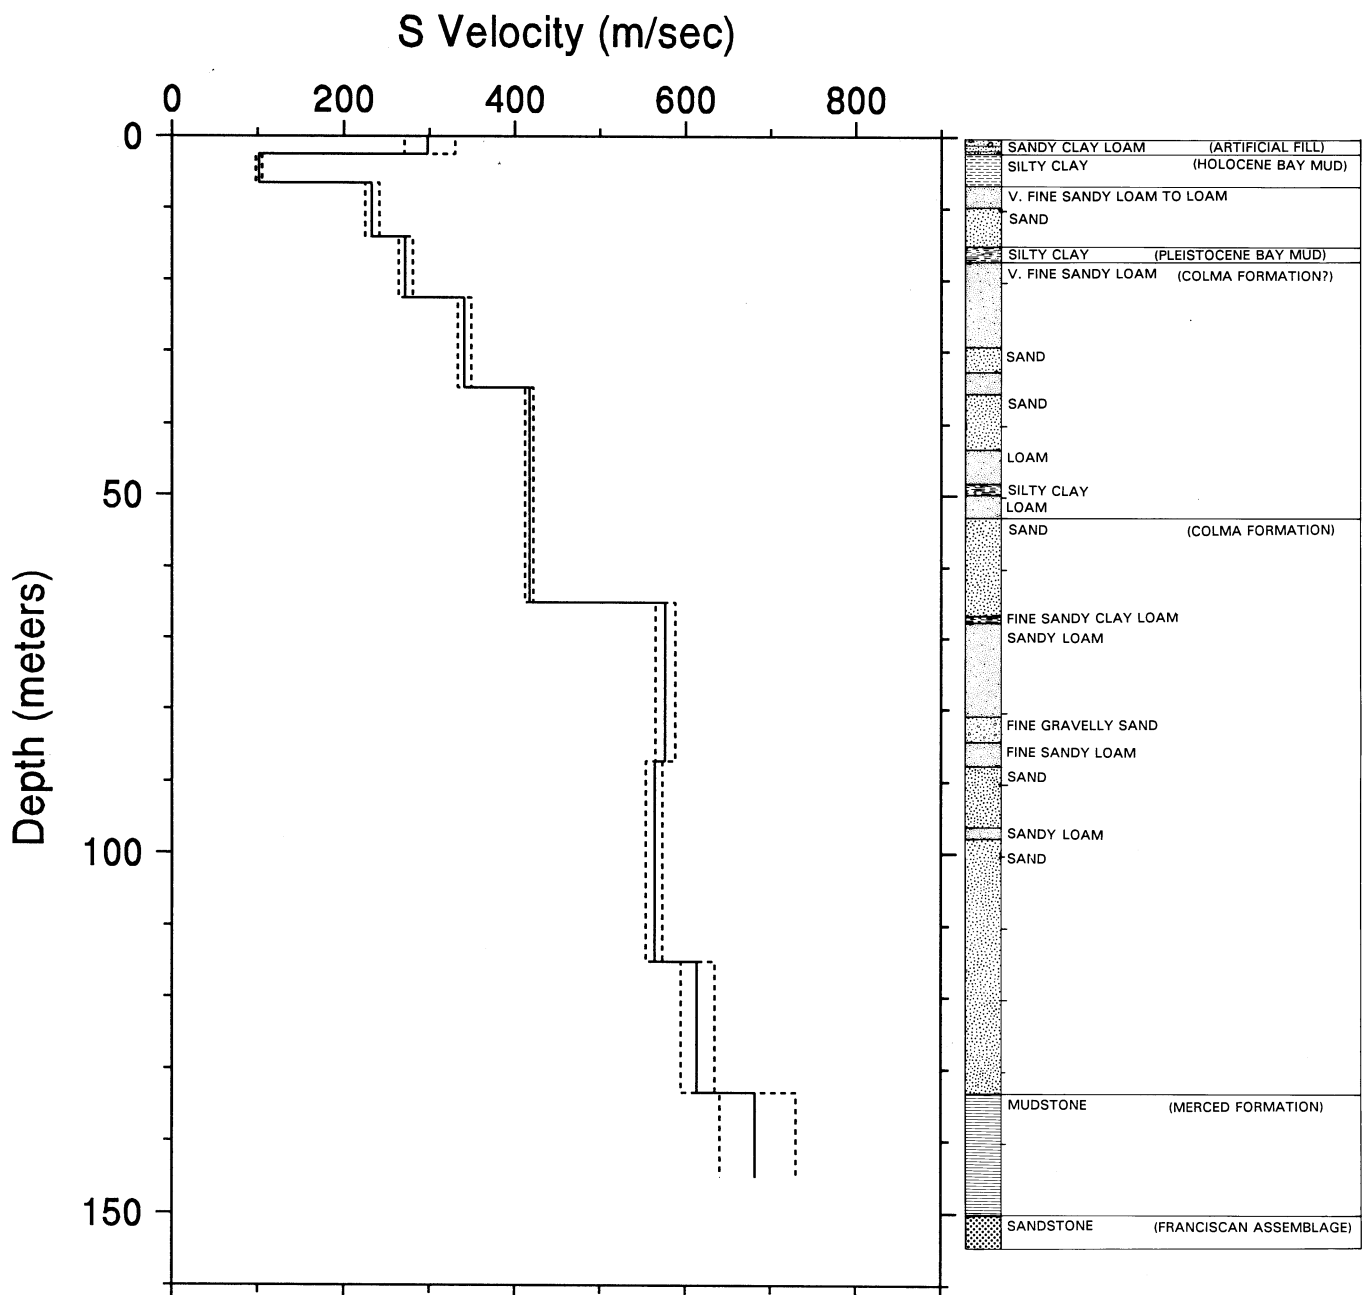 S Velocity (m/sec)
0 200 400 600 800
0
50
100
150
Depth (meters)
SANDY CLAY LOAM (ARTIFICIAL FILL)
SILTY CLAY (HOLOCENE BAY MUD)
V. FINE SANDY LOAM TO LOAM
SAND
SILTY CLAY (PLEISTOCENE BAY MUD)
V. FINE SANDY LOAM (COLMA FORMATION?)
SAND
SAND
LOAM
SILTY CLAY
LOAM
SAND (COLMA FORMATION)
FINE SANDY CLAY LOAM
SANDY LOAM
FINE GRAVELLY SAND
FINE SANDY LOAM
SAND
SANDY LOAM
SAND
MUDSTONE (MERCED FORMATION)
SANDSTONE (FRANCISCAN ASSEMBLAGE)